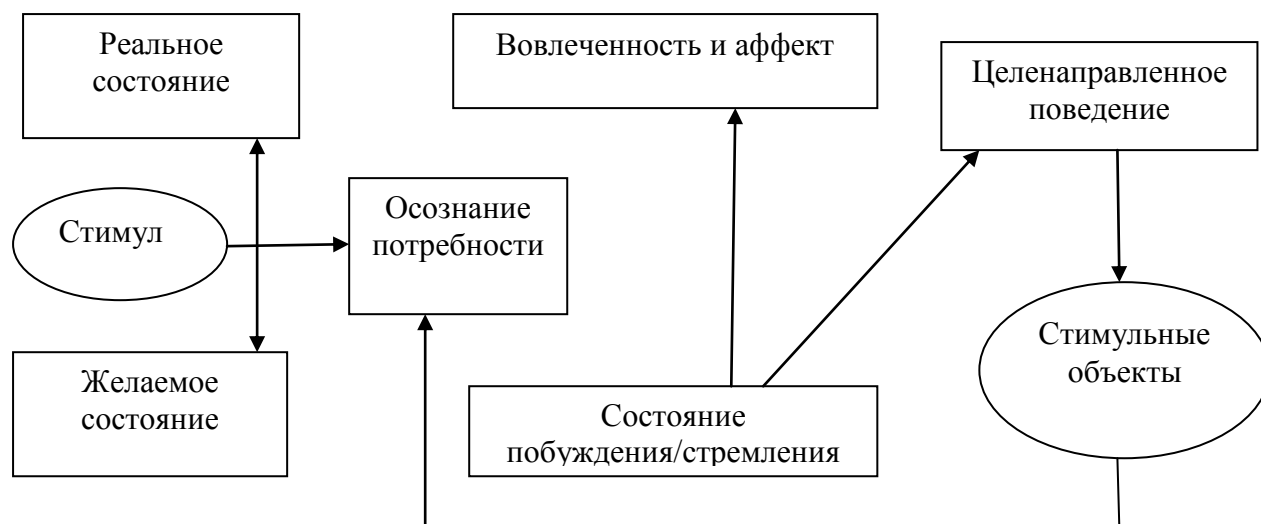 Реальное
состояние
Вовлеченность и аффект
Целенаправленное
поведение
Стимул
Осознание
потребности
Желаемое
состояние
Состояние
побуждения/стремления
Стимульные
объекты